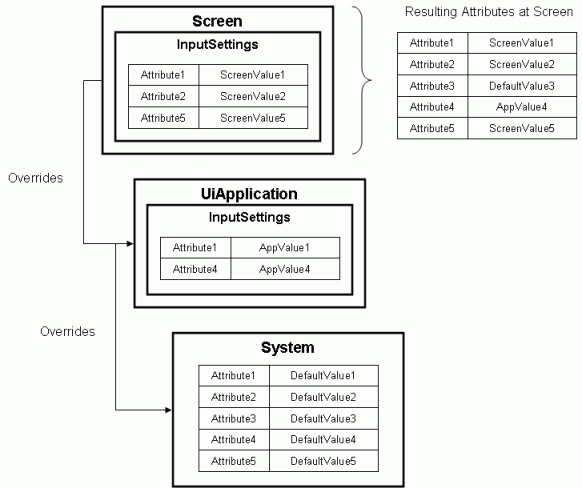 Screen
InputSettings
Attribute1 ScreenValue1
Attribute2 ScreenValue2
Attribute5 ScreenValue5
Resulting Attributes at Screen
Attribute1 ScreenValue1
Attribute2 ScreenValue2
Attribute3 DefaultValue3
Attribute4 AppValue4
Attribute5 ScreenValue5
Overrides
UiApplication
InputSettings
Attribute1 AppValue1
Attribute4 AppValue4
Overrides
System
Attribute1 DefaultValue1
Attribute2 DefaultValue2
Attribute3 DefaultValue3
Attribute4 DefaultValue4
Attribute5 DefaultValue5